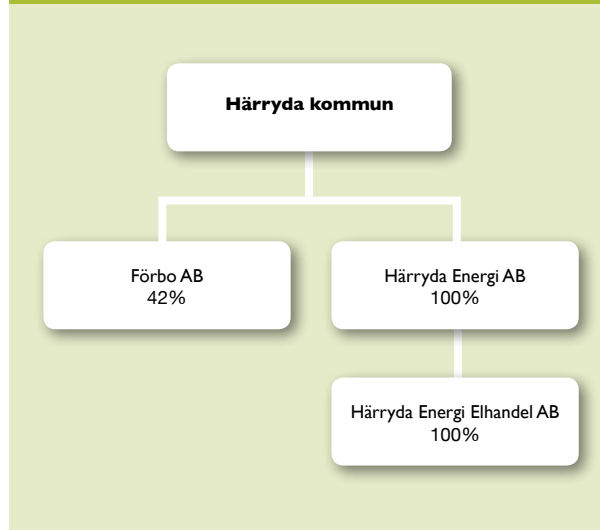 Härryda kommun
Förbo AB
42%
Härryda Energi AB
100%
Härryda Energi Elhandel AB
100%